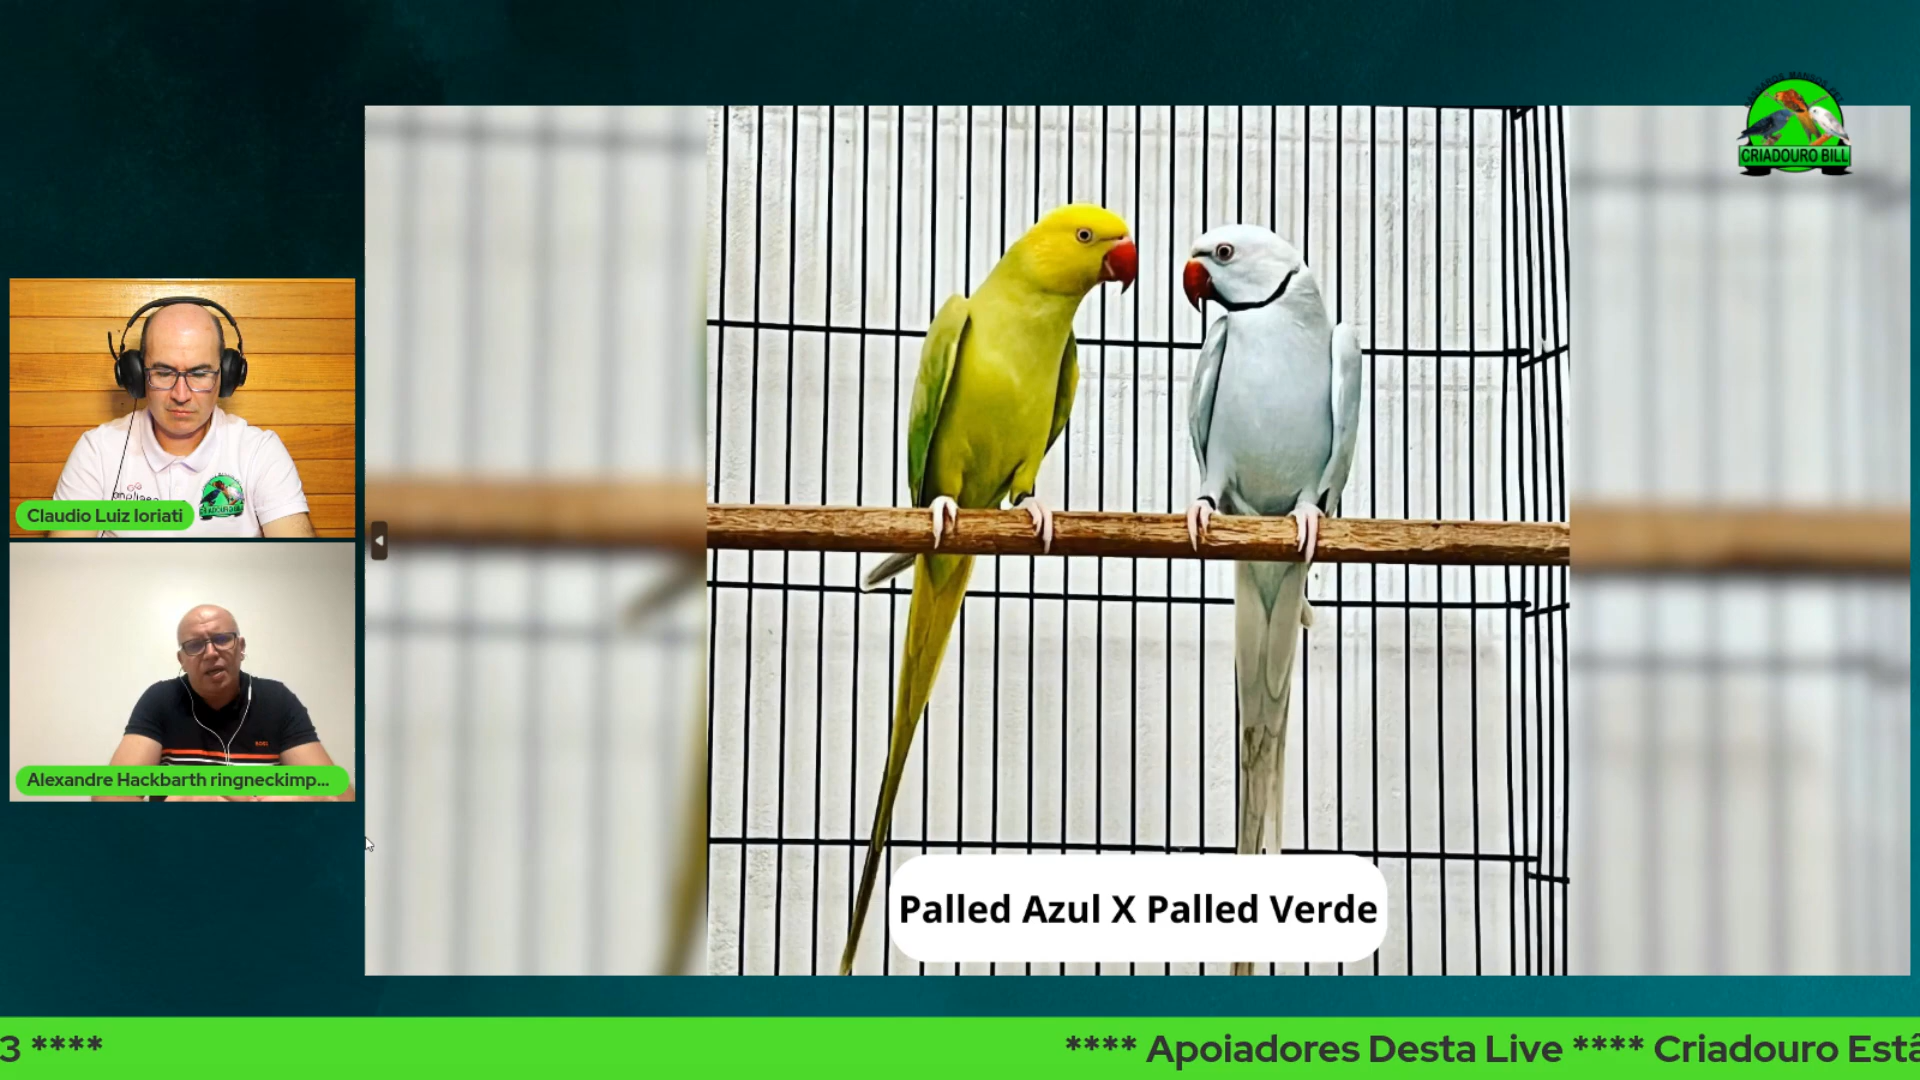 CRIADOURO BILL
Claudio Luiz Ioriati
Alexandre Hackbarth ringneckimp...
Palled Azul X Palled Verde
3 **** **** Apoiadores Desta Live **** Criadouro Está